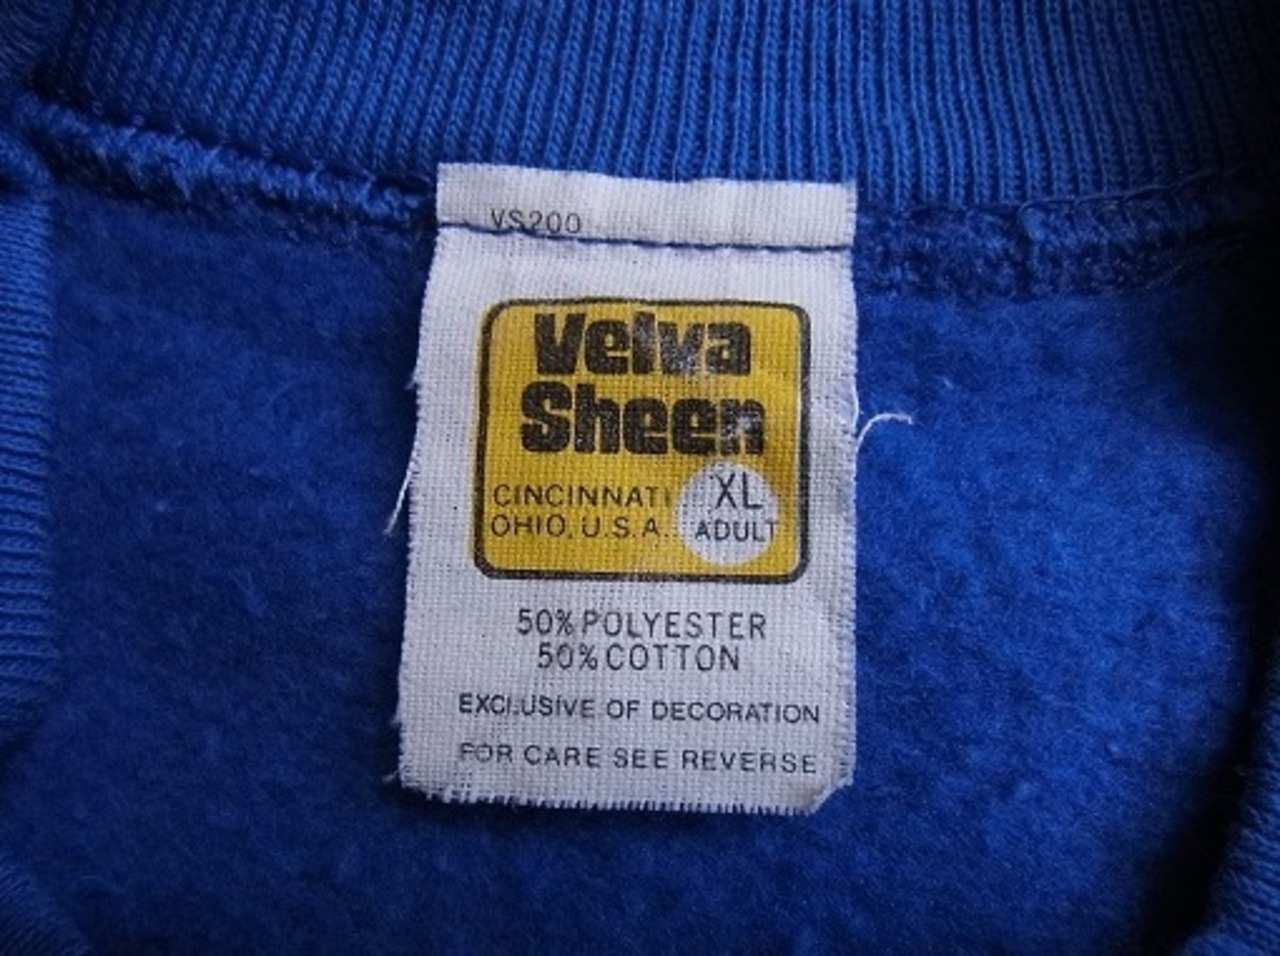 VS200
Velva
Sheen
CINCINNATI
OHIO, U.S.A.
XL
ADULT
50% POLYESTER
50% COTTON
EXCLUSIVE OF DECORATION
FOR CARE SEE REVERSE